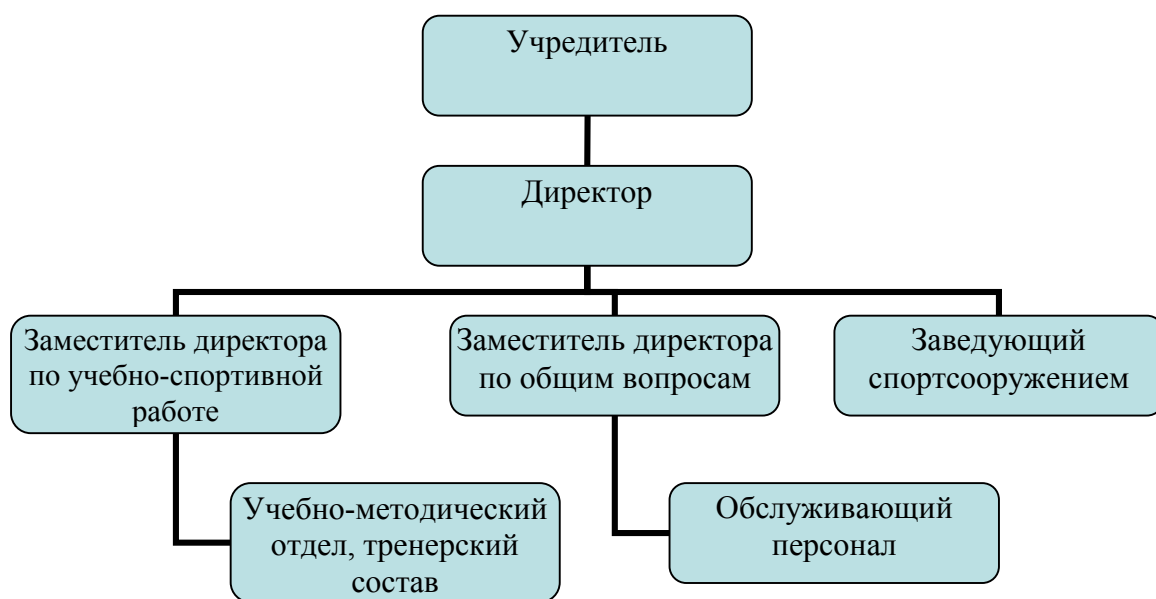 Учредитель
Директор
Заместитель директора
по учебно-спортивной
работе
Заместитель директора
по общим вопросам
Заведующий
спортсооружением
Учебно-методический
отдел, тренерский
состав
Обслуживающий
персонал